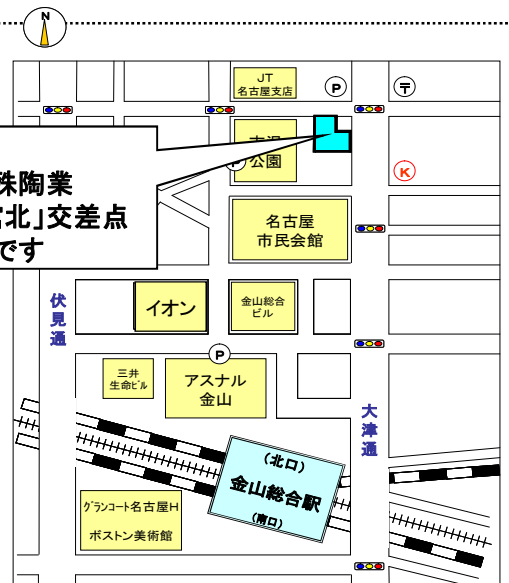 N
JT
名古屋支店
P
〒
公園
K
殊陶業
北」交差点
です
名古屋
市民会館
伏
見
通
イオン
金山総合
ビル
P
三井
生命ビル
アスナル
金山
大
津
通
(北口)
金山総合駅
(南口)
グランコート名古屋H
ボストン美術館